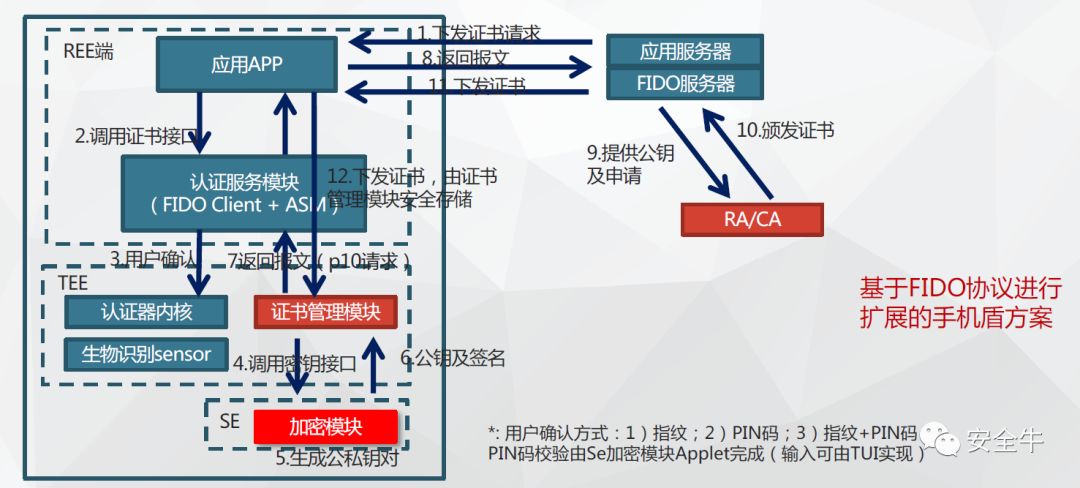 1.下发证书请求
REE端
应用APP
应用服务器
8.返回报文
FIDO服务器
11.下发证书
2.调用证书接口
10.颁发证书
9.提供公钥
及申请
认证服务模块
（FIDO Client + ASM）
12.下发证书，由证书
管理模块安全存储
RA/CA
3.用户确认
7返回报文（p10请求）
TEE
认证器内核
证书管理模块
基于FIDO协议进行
扩展的手机盾方案
生物识别sensor
4.调用密钥接口
6.公钥及签名
SE
加密模块
5.生成公私钥对
*: 用户确认方式：1）指纹；2）PIN码；3）指纹+PIN码
PIN码校验由Se加密模块Applet完成（输入可由TUI实现）
安全牛